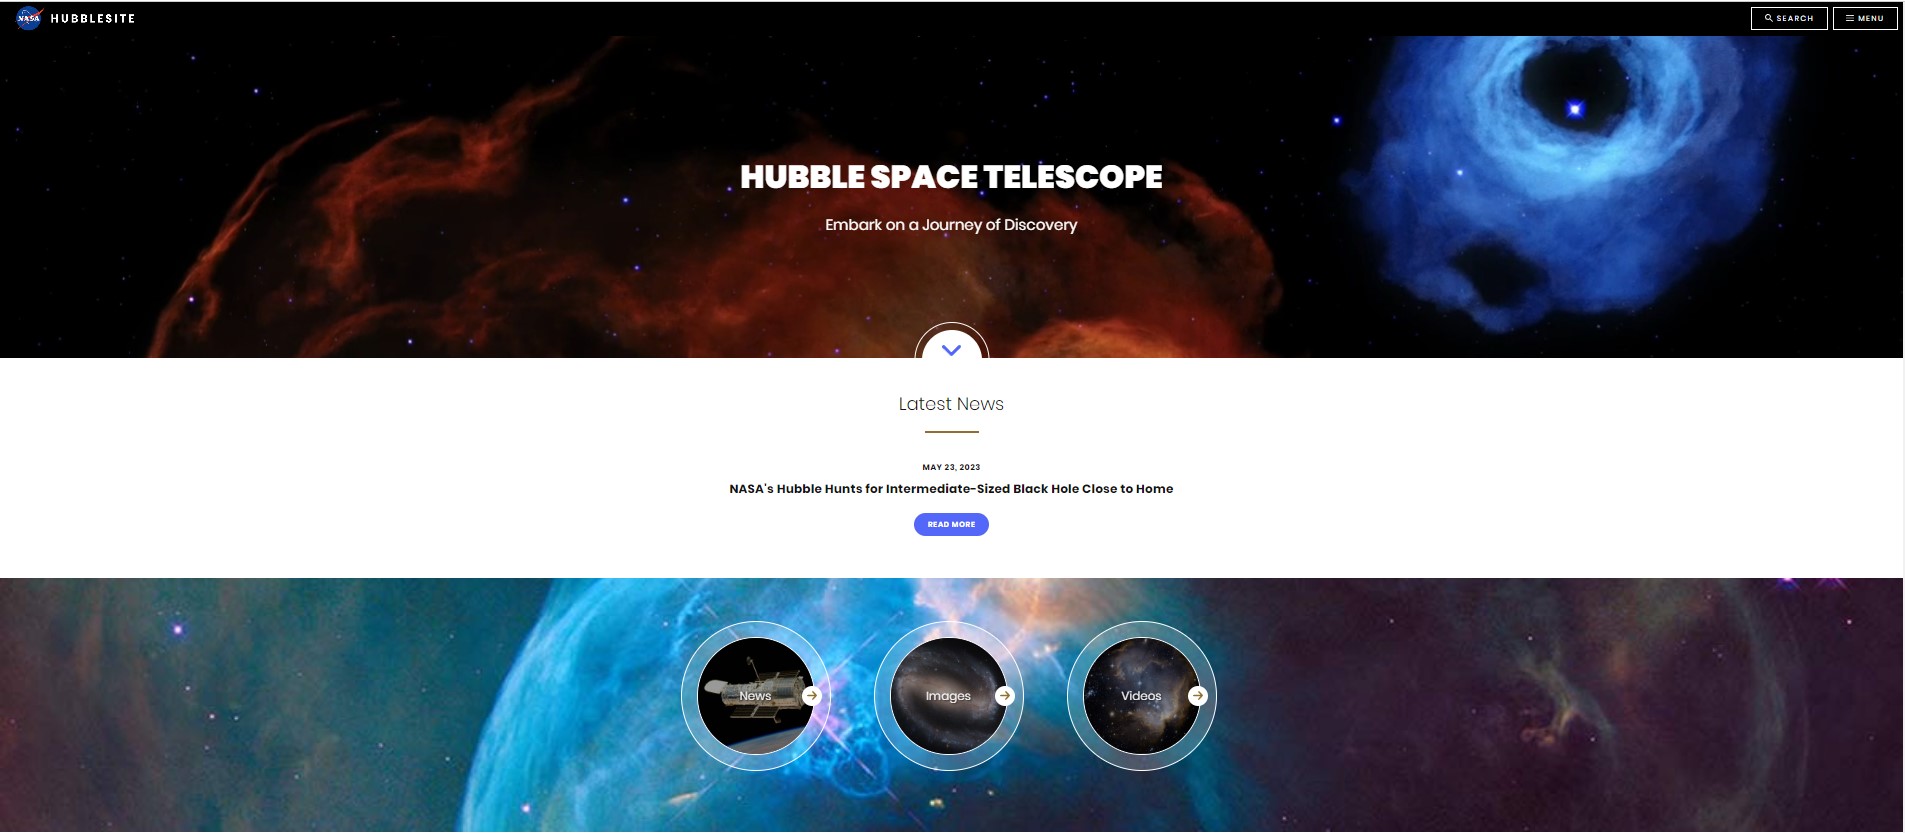 NASA HUBBLESITE
SEARCH
MENU
HUBBLE SPACE TELESCOPE
Embark on a Journey of Discovery
Latest News
MAY 23, 2023
NASA's Hubble Hunts for Intermediate-Sized Black Hole Close to Home
READ MORE
News
Images
Videos